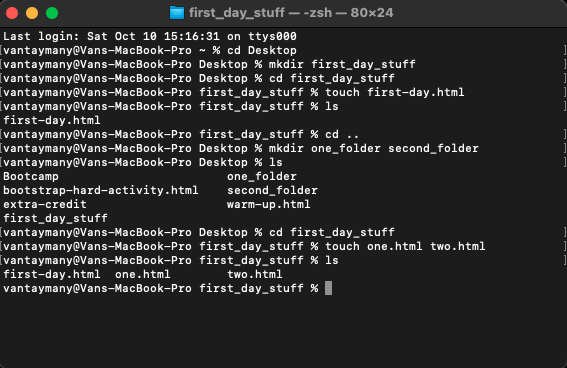 first_day_stuff — -zsh — 80×24
Last login: Sat Oct 10 15:16:31 on ttys000
[vantaymany@Vans-MacBook-Pro ~ % cd Desktop ]
[vantaymany@Vans-MacBook-Pro Desktop % mkdir first_day_stuff ]
[vantaymany@Vans-MacBook-Pro Desktop % cd first_day_stuff ]
[vantaymany@Vans-MacBook-Pro first_day_stuff % touch first-day.html ]
[vantaymany@Vans-MacBook-Pro first_day_stuff % ls ]
first-day.html
[vantaymany@Vans-MacBook-Pro first_day_stuff % cd .. ]
[vantaymany@Vans-MacBook-Pro Desktop % mkdir one_folder second_folder ]
[vantaymany@Vans-MacBook-Pro Desktop % ls ]
Bootcamp one_folder
bootstrap-hard-activity.html second_folder
extra-credit warm-up.html
first_day_stuff
[vantaymany@Vans-MacBook-Pro Desktop % cd first_day_stuff ]
[vantaymany@Vans-MacBook-Pro first_day_stuff % touch one.html two.html ]
[vantaymany@Vans-MacBook-Pro first_day_stuff % ls ]
first-day.html one.html two.html
vantaymany@Vans-MacBook-Pro first_day_stuff %